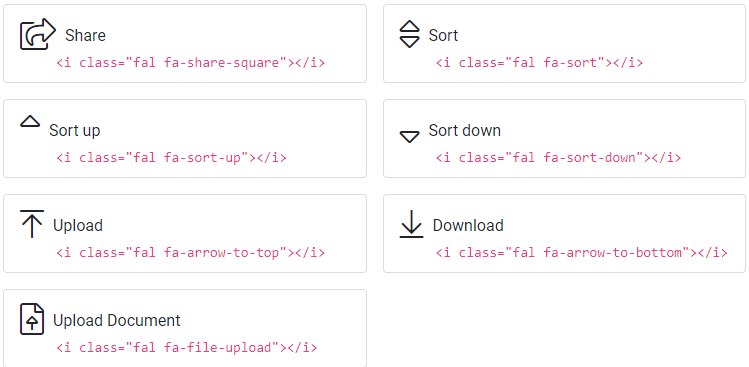 Share
<i class="fal fa-share-square"></i>
Sort
<i class="fal fa-sort"></i>
Sort up
<i class="fal fa-sort-up"></i>
Sort down
<i class="fal fa-sort-down"></i>
Upload
<i class="fal fa-arrow-to-top"></i>
Download
<i class="fal fa-arrow-to-bottom"></i>
Upload Document
<i class="fal fa-file-upload"></i>